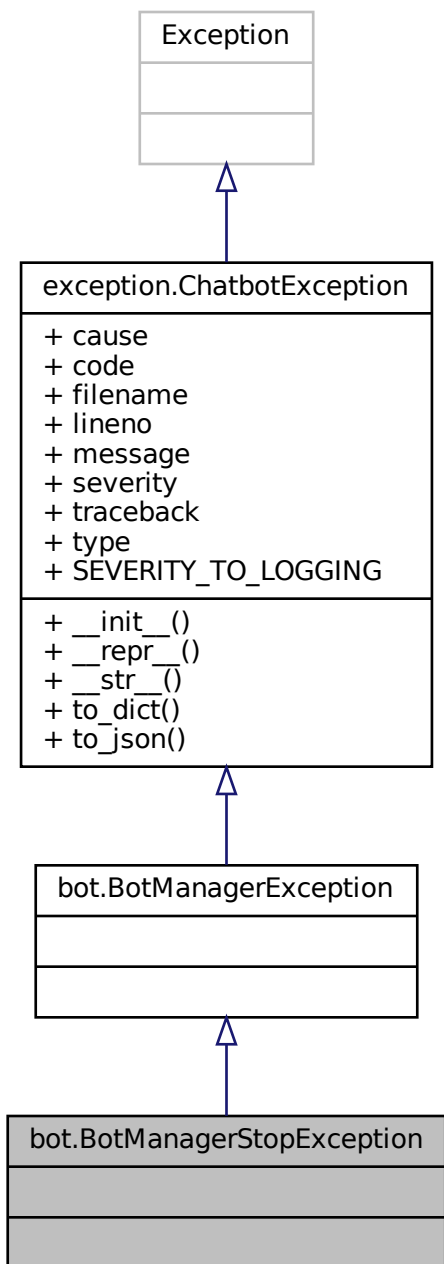 Exception
exception.ChatbotException
+ cause
+ code
+ filename
+ lineno
+ message
+ severity
+ traceback
+ type
+ SEVERITY_TO_LOGGING
+ __init__()
+ __repr__()
+ __str__()
+ to_dict()
+ to_json()
bot.BotManagerException
bot.BotManagerStopException